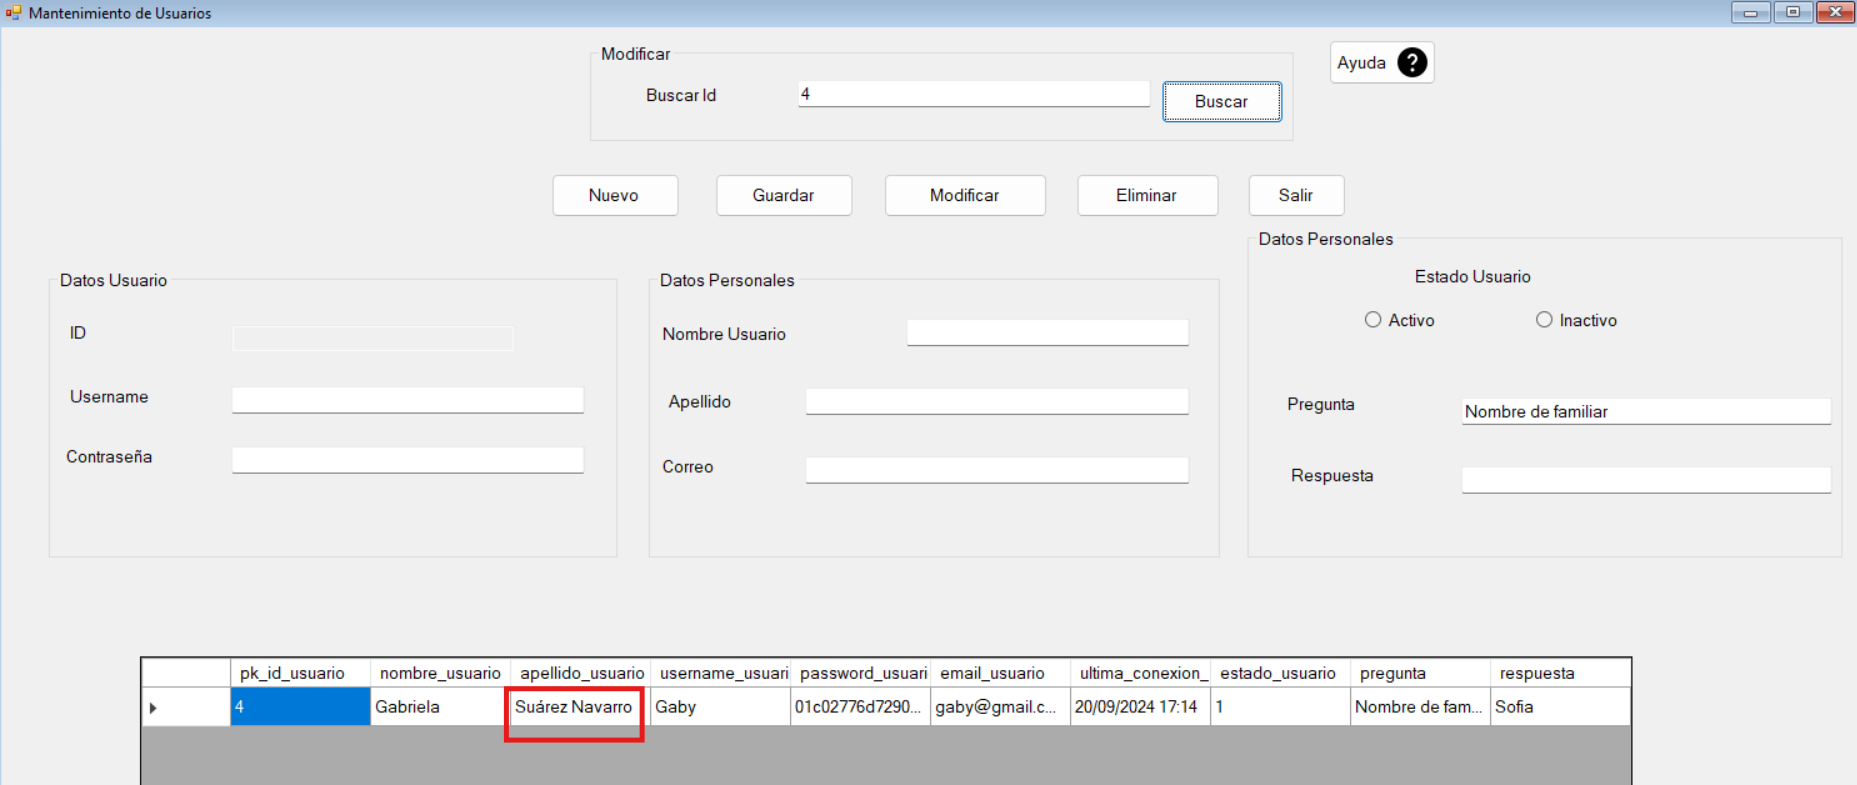 Mantenimiento de Usuarios
Modificar
Buscar Id
4
Buscar
Ayuda ?
Nuevo
Guardar
Modificar
Eliminar
Salir
Datos Usuario
ID
Username
Contraseña
Datos Personales
Nombre Usuario
Apellido
Correo
Datos Personales
Estado Usuario
Activo
Inactivo
Pregunta
Nombre de familiar
Respuesta
pk_id_usuario nombre_usuario apellido_usuario username_usuari password_usuari email_usuario ultima_conexion_ estado_usuario pregunta respuesta
4 Gabriela Suárez Navarro Gaby 01c02776d7290... gaby@gmail.c... 20/09/2024 17:14 1 Nombre de fam... Sofia